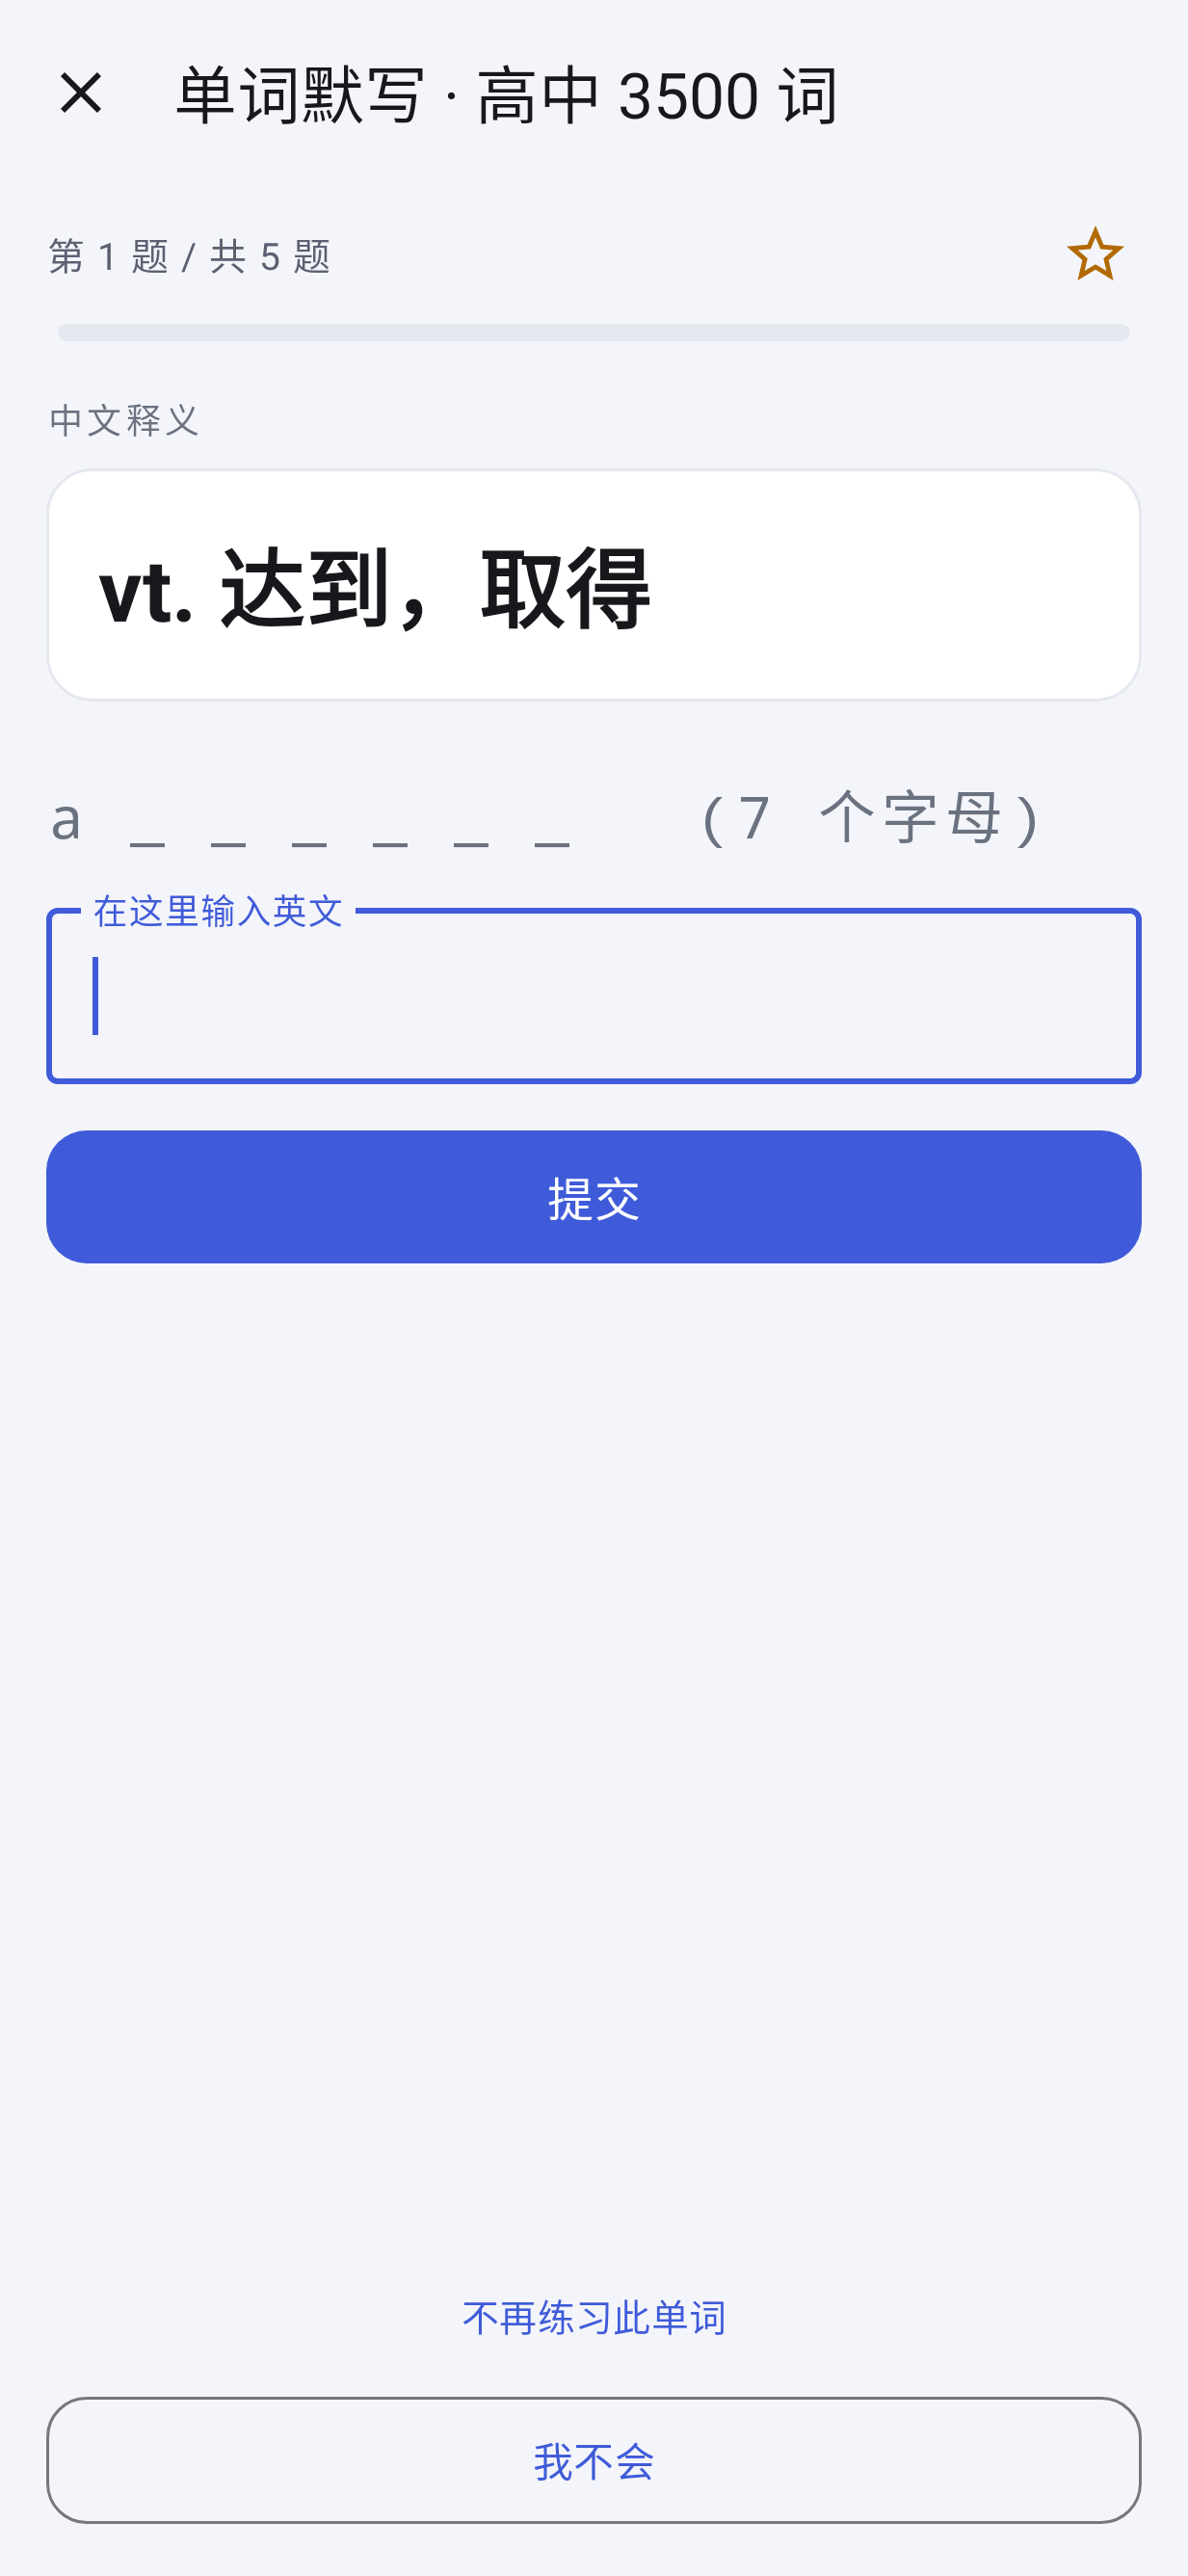 单词默写 · 高中 3500 词
第 1 题 / 共 5 题
中文释义
vt. 达到，取得
a _ _ _ _ _ _ (7 个字母)
在这里输入英文
提交
不再练习此单词
我不会